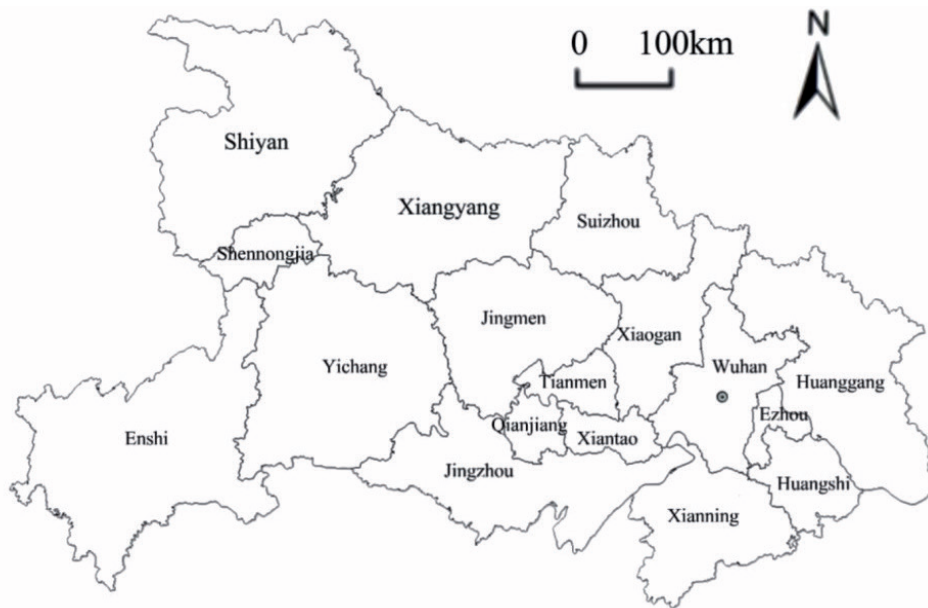 N
0 100km
Shiyan
Xiangyang
Suizhou
Shennongjia
Jingmen
Xiaogan
Yichang
Wuhan
Tianmen
Huanggang
Ezhou
Qianjiang
Enshi
Xiantao
Jingzhou
Huangshi
Xianning